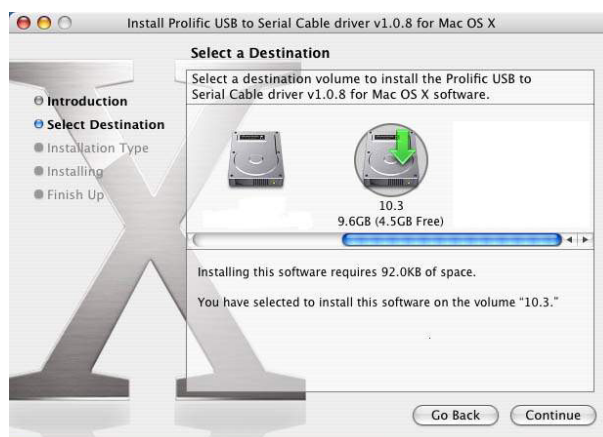 Install Prolific USB to Serial Cable driver v1.0.8 for Mac OS X
Select a Destination
Introduction
Select Destination
Installation Type
Installing
Finish Up
Select a destination volume to install the Prolific USB to
Serial Cable driver v1.0.8 for Mac OS X software.
10.3
9.6GB (4.5GB Free)
Installing this software requires 92.0KB of space.
You have selected to install this software on the volume “10.3.”
Go Back
Continue